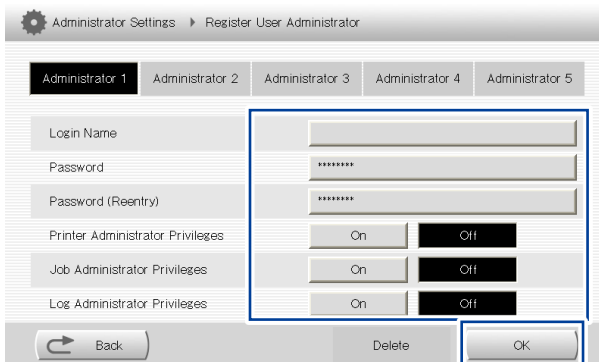 Administrator Settings ▶ Register User Administrator
Administrator 1 Administrator 2 Administrator 3 Administrator 4 Administrator 5
Login Name
Password ********
Password (Reentry) ********
Printer Administrator Privileges On Off
Job Administrator Privileges On Off
Log Administrator Privileges On Off
Back Delete OK